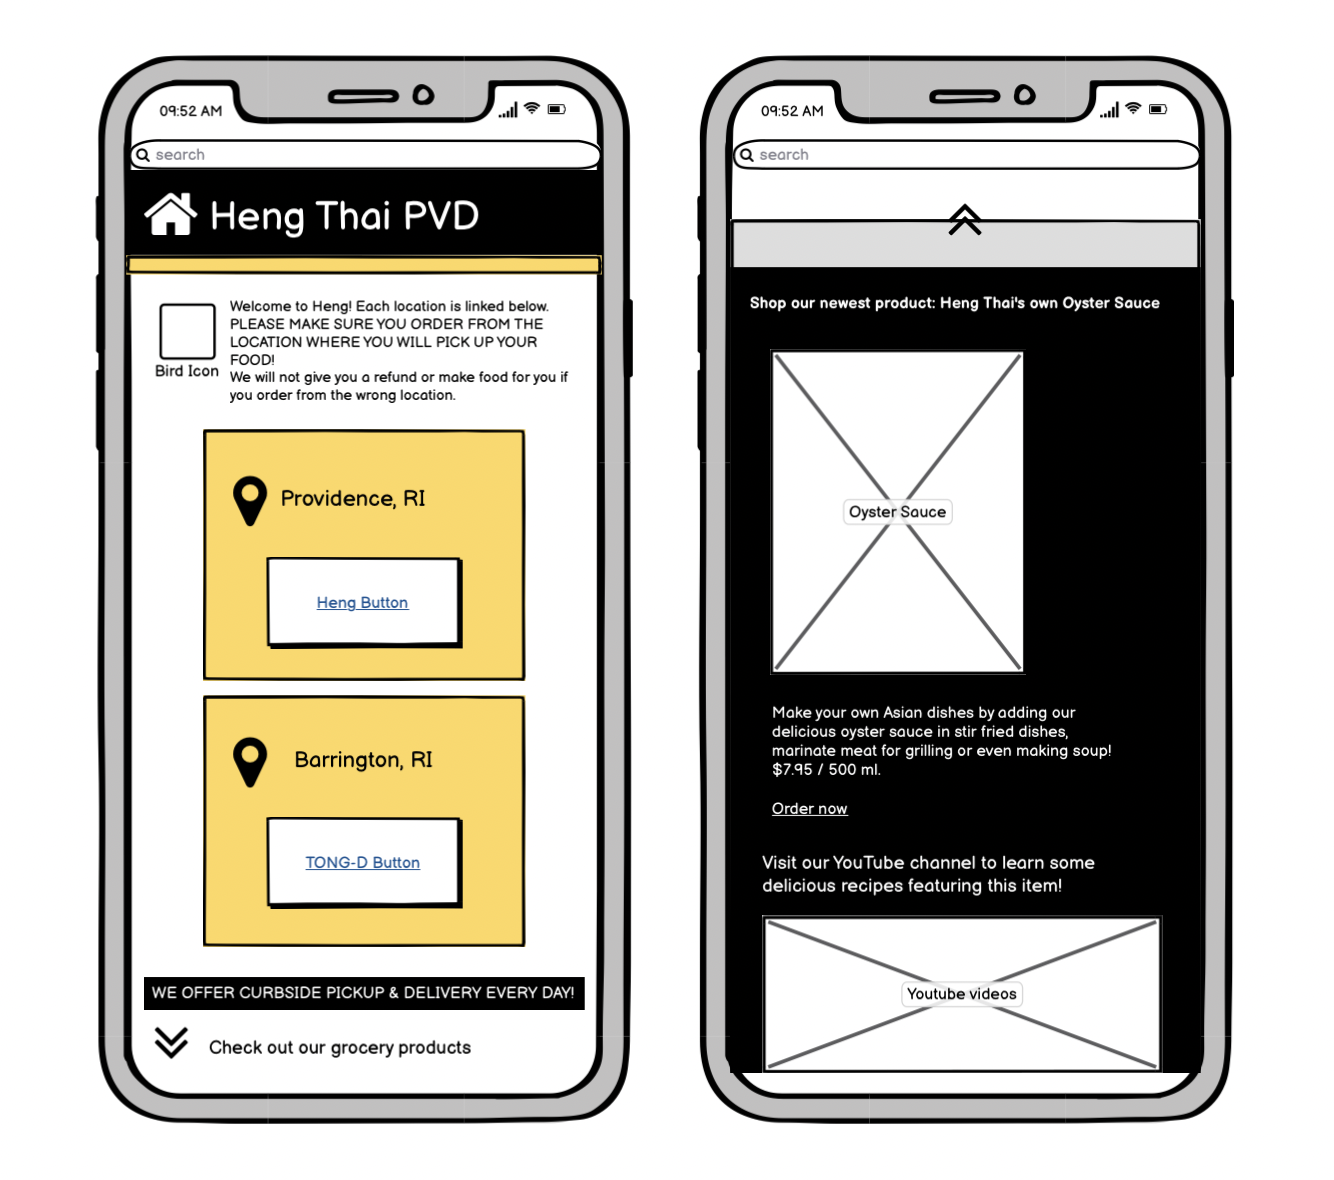 09:52 AM
search
Heng Thai PVD
Welcome to Heng! Each location is linked below.
PLEASE MAKE SURE YOU ORDER FROM THE
LOCATION WHERE YOU WILL PICK UP YOUR
FOOD!
We will not give you a refund or make food for you if
you order from the wrong location.
Bird Icon
Providence, RI
Heng Button
Barrington, RI
TONG-D Button
WE OFFER CURBSIDE PICKUP & DELIVERY EVERY DAY!
Check out our grocery products
09:52 AM
search
Shop our newest product: Heng Thai's own Oyster Sauce
Oyster Sauce
Make your own Asian dishes by adding our
delicious oyster sauce in stir fried dishes,
marinate meat for grilling or even making soup!
$7.95 / 500 ml.
Order now
Visit our YouTube channel to learn some
delicious recipes featuring this item!
Youtube videos